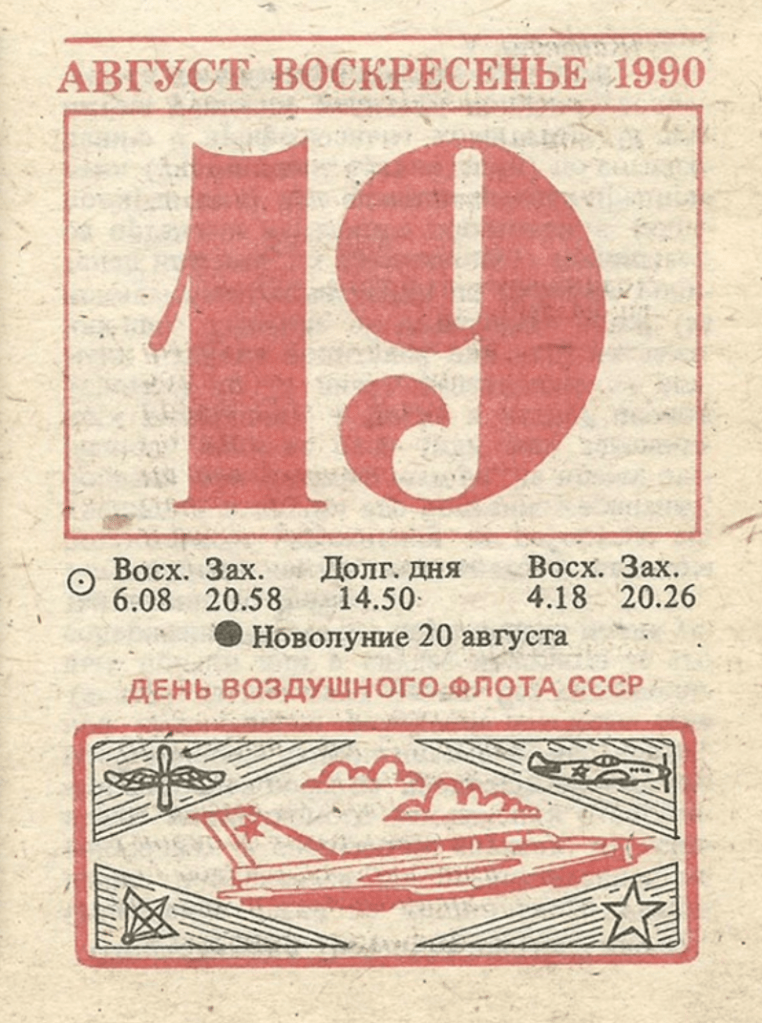 АВГУСТ ВОСКРЕСЕНЬЕ 1990
19
Восх. Зах. Долг. дня Восх. Зах.
6.08 20.58 14.50 4.18 20.26
Новолуние 20 августа
ДЕНЬ ВОЗДУШНОГО ФЛОТА СССР